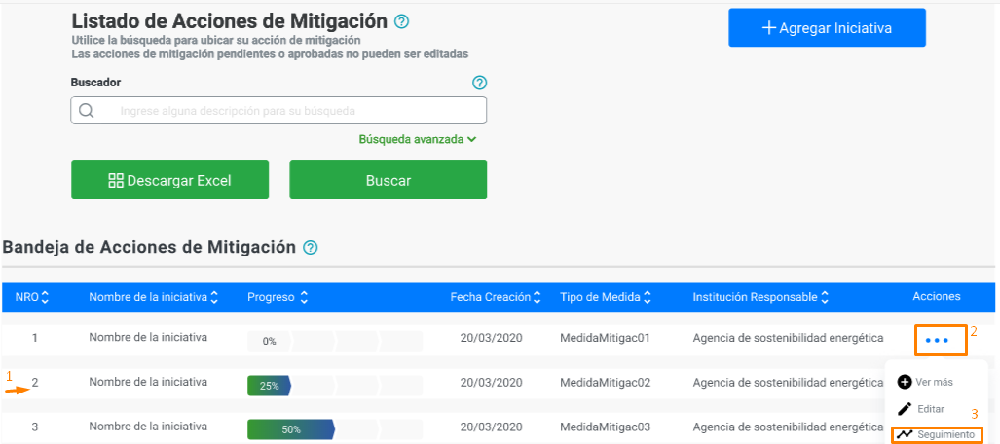 Listado de Acciones de Mitigación ?
Utilice la búsqueda para ubicar su acción de mitigación
Las acciones de mitigación pendientes o aprobadas no pueden ser editadas
+ Agregar Iniciativa
Buscador ?
Ingrese alguna descripción para su búsqueda
Búsqueda avanzada
Descargar Excel Buscar
Bandeja de Acciones de Mitigación ?
NRO Nombre de la iniciativa Progreso Fecha Creación Tipo de Medida Institución Responsable Acciones
1 Nombre de la iniciativa 0% 20/03/2020 MedidaMitigac01 Agencia de sostenibilidad energética ••• 2
1 2 Nombre de la iniciativa 25% 20/03/2020 MedidaMitigac02 Agencia de sostenibilidad energética
Ver más
Editar 3
3 Nombre de la iniciativa 50% 20/03/2020 MedidaMitigac03 Agencia de sostenibilidad energética
Seguimiento